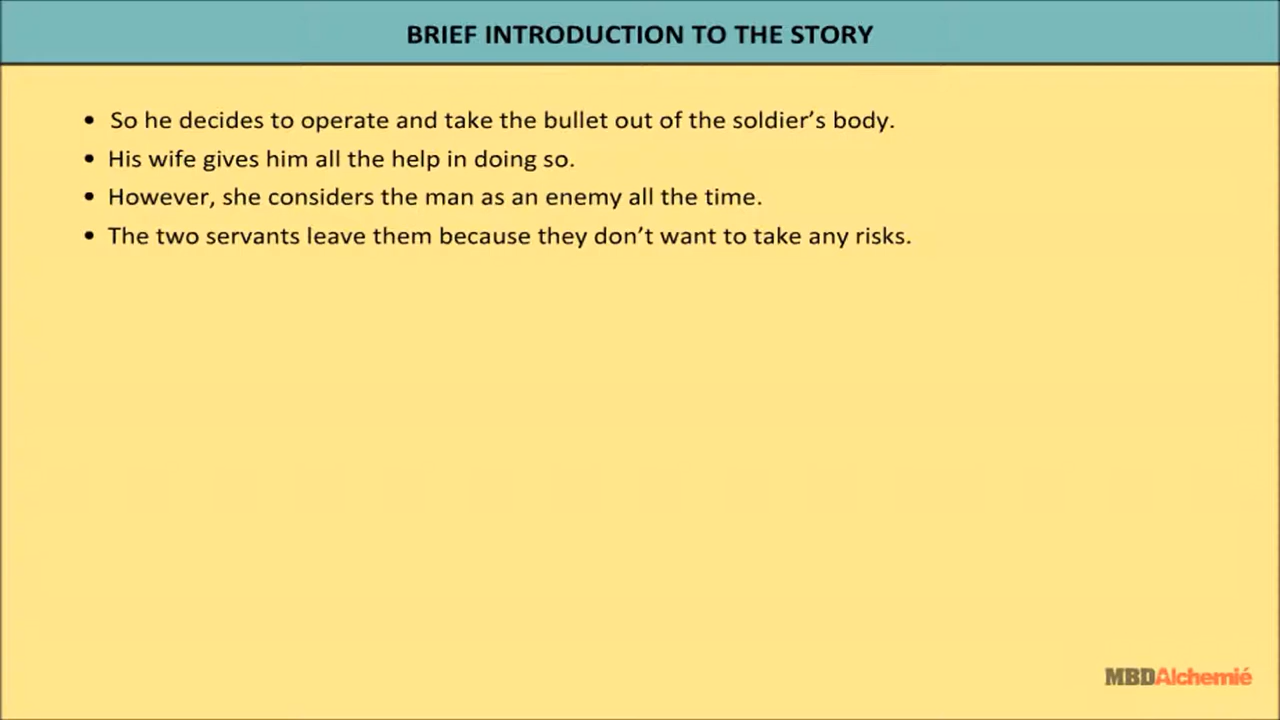 BRIEF INTRODUCTION TO THE STORY
• So he decides to operate and take the bullet out of the soldier’s body.
• His wife gives him all the help in doing so.
• However, she considers the man as an enemy all the time.
• The two servants leave them because they don’t want to take any risks.
MBDAlchemié